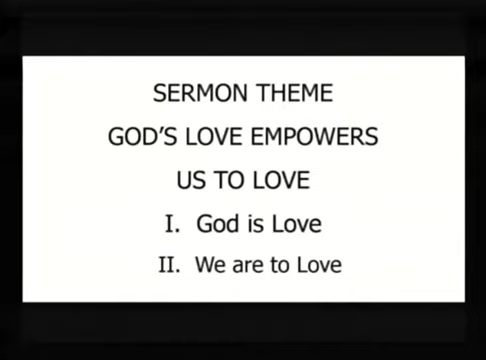 SERMON THEME
GOD'S LOVE EMPOWERS
US TO LOVE
I. God is Love
II. We are to Love